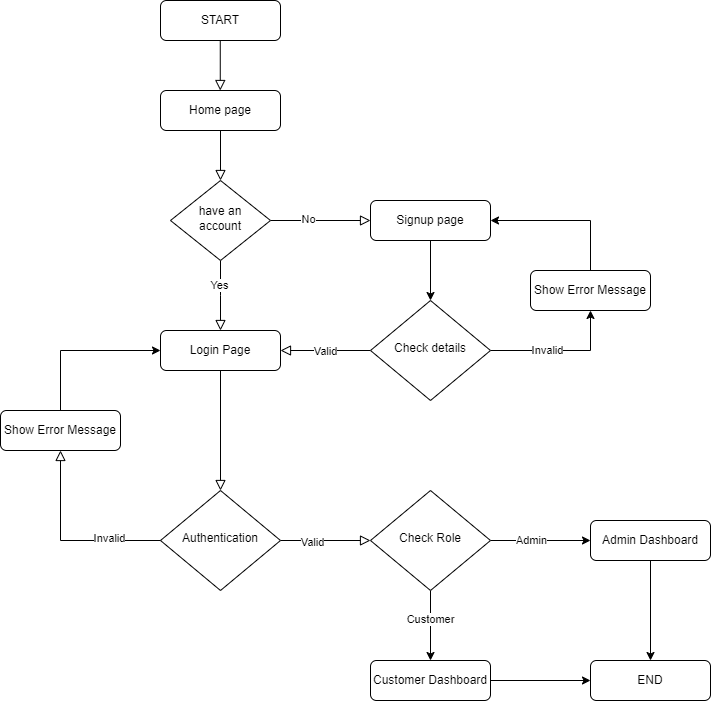 START
Home page
have an
account
No
Signup page
Yes
Show Error Message
Login Page
Valid
Check details
Invalid
Show Error Message
Invalid
Authentication
Valid
Check Role
Admin
Admin Dashboard
Customer
Customer Dashboard
END